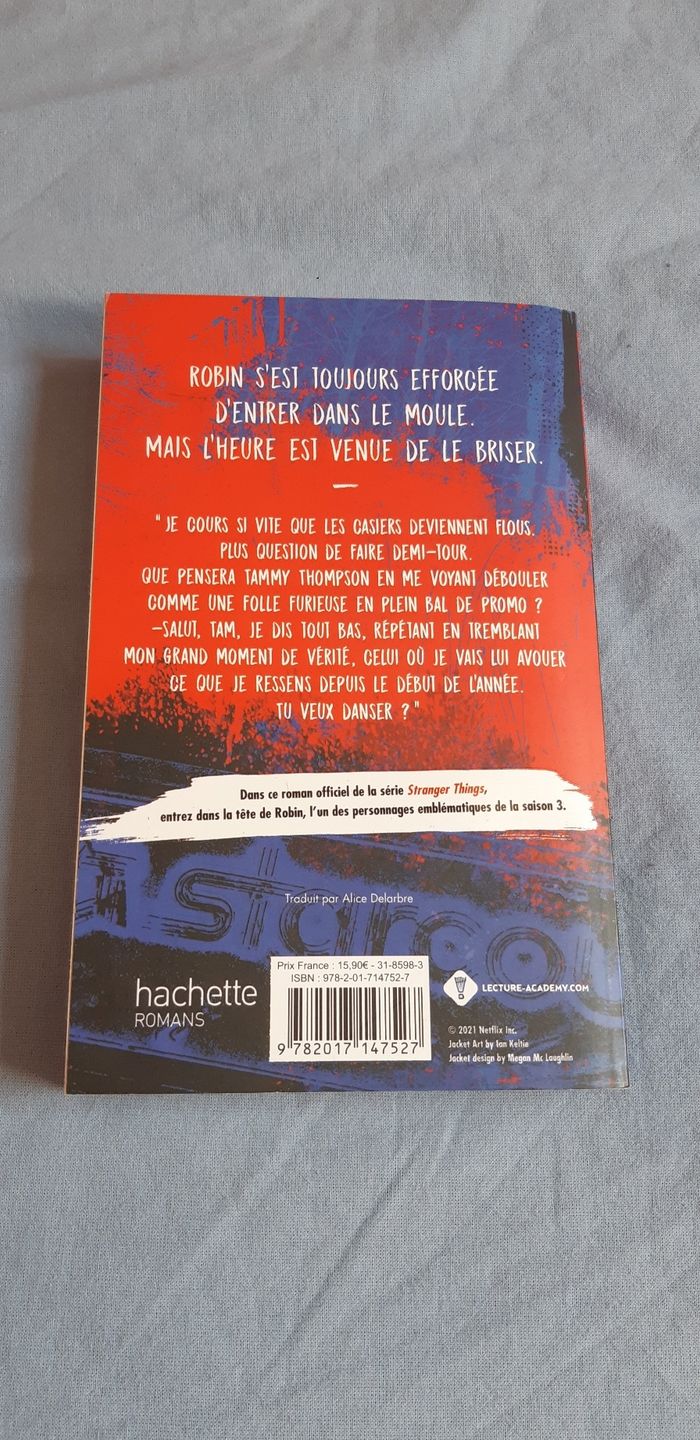 ROBIN S'EST TOUJOURS EFFORCÉE
D'ENTRER DANS LE MOULE.
MAIS L'HEURE EST VENUE DE LE BRISER.
—
" JE COURS SI VITE QUE LES CASIERS DEVIENNENT FLOUS.
PLUS QUESTION DE FAIRE DEMI-TOUR.
QUE PENSERA TAMMY THOMPSON EN ME VOYANT DÉBOULER
COMME UNE FOLLE FURIEUSE EN PLEIN BAL DE PROMO ?
–SALUT, TAM, JE DIS TOUT BAS, RÉPÉTANT EN TREMBLANT
MON GRAND MOMENT DE VÉRITÉ, CELUI OÙ JE VAIS LUI AVOUER
CE QUE JE RESSENS DEPUIS LE DÉBUT DE L'ANNÉE.
TU VEUX DANSER ? "
Dans ce roman officiel de la série Stranger Things,
entrez dans la tête de Robin, l'un des personnages emblématiques de la saison 3.
Starcou
Traduit par Alice Delarbre
hachette
ROMANS
Prix France : 15,90€ - 31-8598-3
ISBN : 978-2-01-714752-7
9 782017 147527
LECTURE-ACADEMY.COM
© 2021 Netflix Inc.
Jacket Art by Ian Keltie
Jacket design by Megan Mc Laughlin